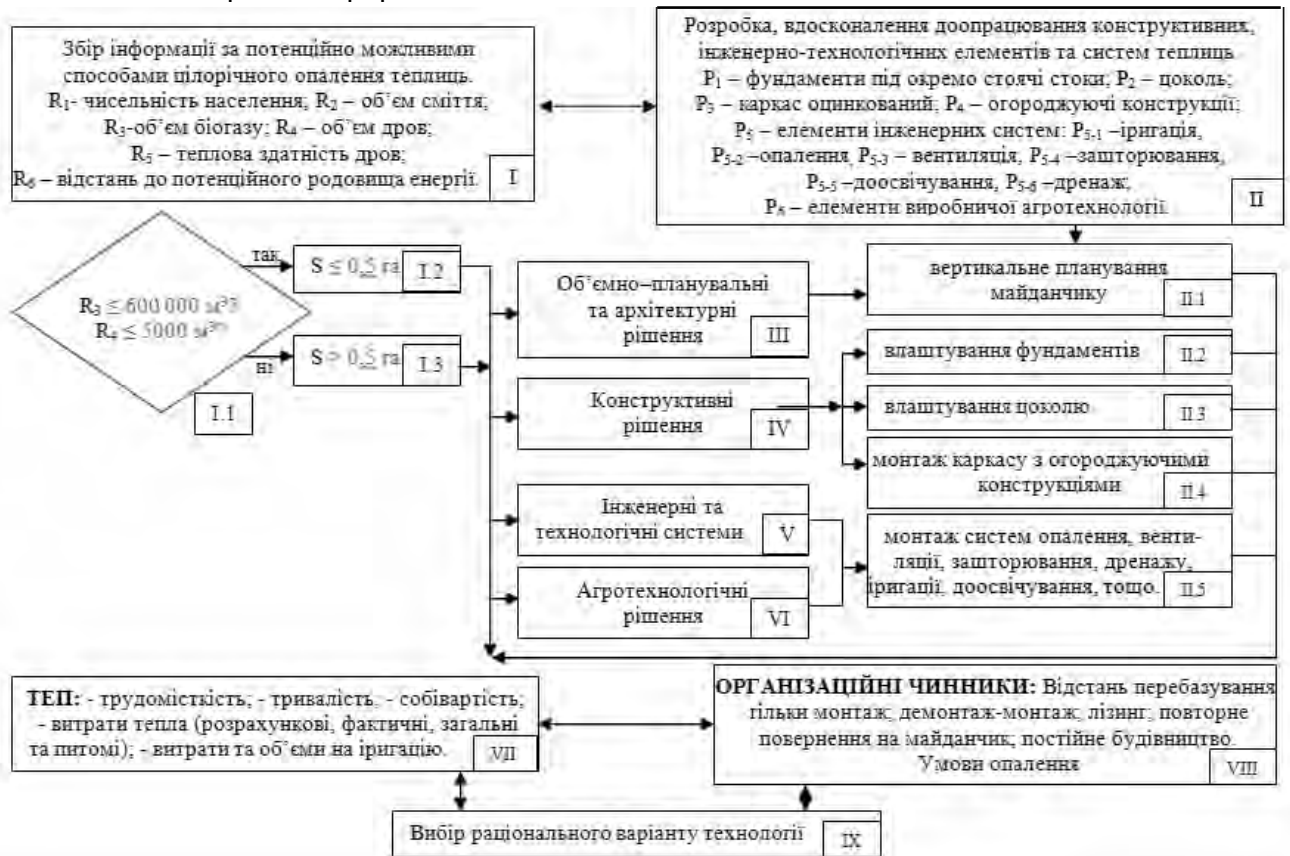 Збір інформації за потенційно можливими
способами цілорічного опалення теплиць.
R₁- чисельність населення; R₂ – об'єм сміття;
R₃-об'єм біогазу; R₄ – об'єм дров;
R₅ – теплова здатність дров;
R₆ – відстань до потенційного родовища енергії
I
Розробка, вдосконалення доопрацювання конструктивних,
інженерно-технологічних елементів та систем теплиць
P₁ – фундаменти під окремо стоячі стоки; P₂ – цоколь;
P₃ – каркас оцинкований; P₄ – огороджуючі конструкції;
P₅ – елементи інженерних систем: P₅₋₁ –іригація,
P₅₋₂ –опалення, P₅₋₃ – вентиляція, P₅₋₄ –зашторювання,
P₅₋₅ –доосвічування, P₅₋₆ –дренаж;
P₆ – елементи виробничої агротехнології
II
R₃ ≤ 600 000 м³
R₄ ≤ 5000 м³
I.1
так
S ≤ 0,5 га
I.2
ні
S > 0,5 га
I.3
Об'ємно–планувальні
та архітектурні
рішення
III
Конструктивні
рішення
IV
Інженерні та
технологічні системи
V
Агротехнологічні
рішення
VI
вертикальне планування
майданчику
II.1
влаштування фундаментів
II.2
влаштування цоколю
II.3
монтаж каркасу з огороджуючими
конструкціями
II.4
монтаж систем опалення, венти-
ляції, зашторювання, дренажу,
іригації, доосвічування, тощо.
II.5
ТЕП: - трудомісткість; - тривалість; - собівартість;
- витрати тепла (розрахункові, фактичні, загальні
та питомі); - витрати та об'єми на іригацію.
VII
ОРГАНІЗАЦІЙНІ ЧИННИКИ: Відстань перебазування
тільки монтаж, демонтаж-монтаж, лізинг, повторне
повернення на майданчик, постійне будівництво.
Умови опалення
VIII
Вибір раціонального варіанту технології
IX